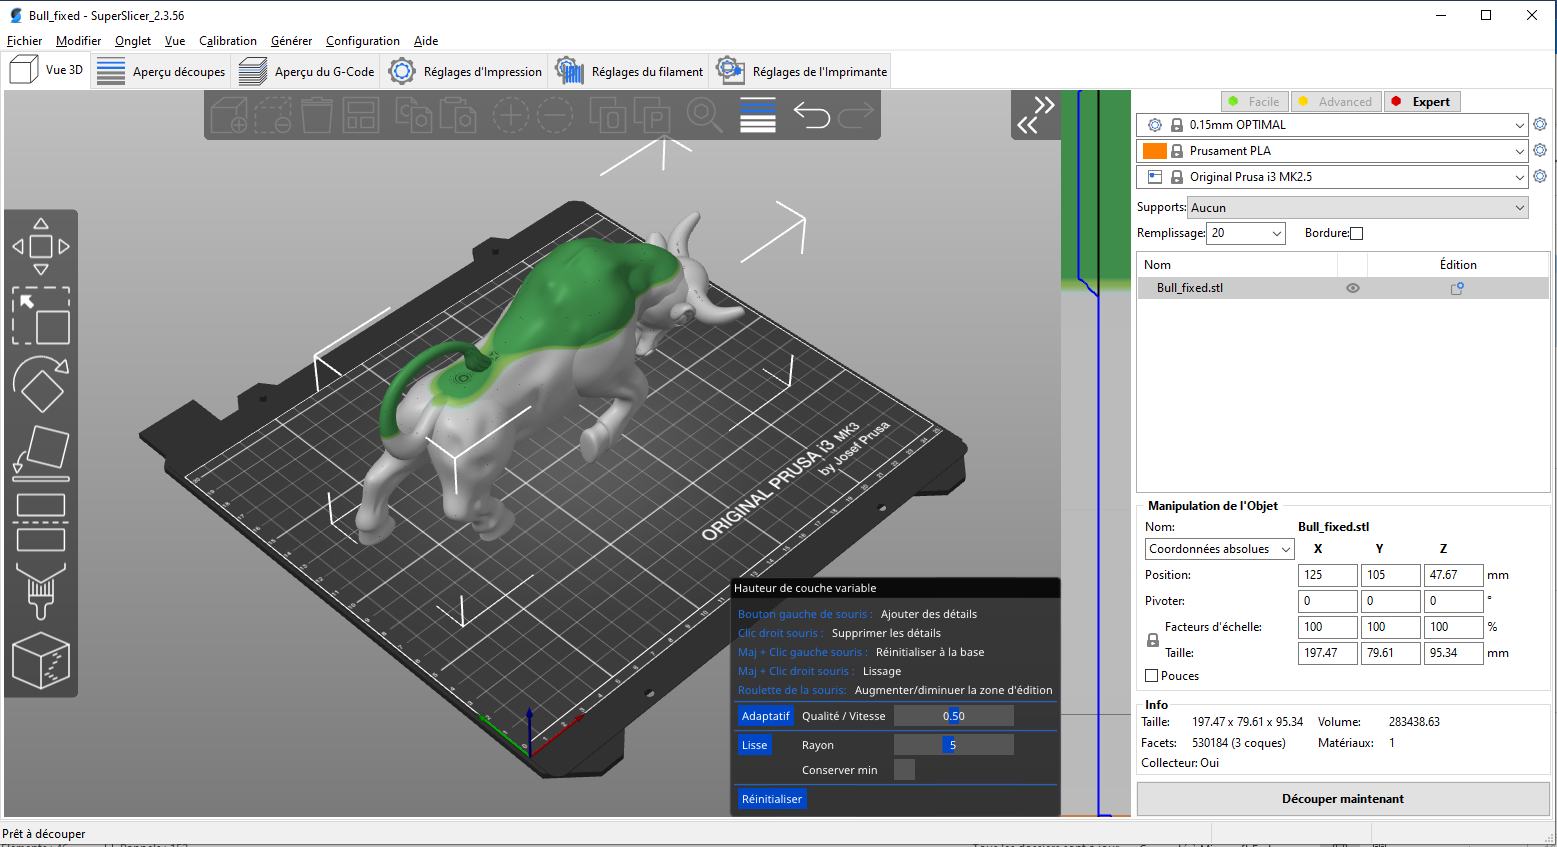 Bull_fixed - SuperSlicer_2.3.56
Fichier Modifier Onglet Vue Calibration Générer Configuration Aide
Vue 3D Aperçu découpes Aperçu du G-Code Réglages d'Impression Réglages du filament Réglages de l'Imprimante
Facile Advanced Expert
0.15mm OPTIMAL
Prusament PLA
Original Prusa i3 MK2.5
Supports: Aucun
Remplissage: 20 Bordure:
Nom Édition
Bull_fixed.stl
ORIGINAL PRUSA i3 MK3
by Josef Prusa
Hauteur de couche variable
Bouton gauche de souris : Ajouter des détails
Clic droit souris : Supprimer les détails
Maj + Clic gauche souris : Réinitialiser à la base
Maj + Clic droit souris : Lissage
Roulette de la souris: Augmenter/diminuer la zone d'édition
Adaptatif Qualité / Vitesse 0.50
Lisse Rayon 5
Conserver min
Réinitialiser
Manipulation de l'Objet
Nom: Bull_fixed.stl
Coordonnées absolues X Y Z
Position: 125 105 47.67 mm
Pivoter: 0 0 0 °
Facteurs d'échelle: 100 100 100 %
Taille: 197.47 79.61 95.34 mm
Pouces
Info
Taille: 197.47 x 79.61 x 95.34 Volume: 283438.63
Facets: 530184 (3 coques) Matériaux: 1
Collecteur: Oui
Découper maintenant
Prêt à découper